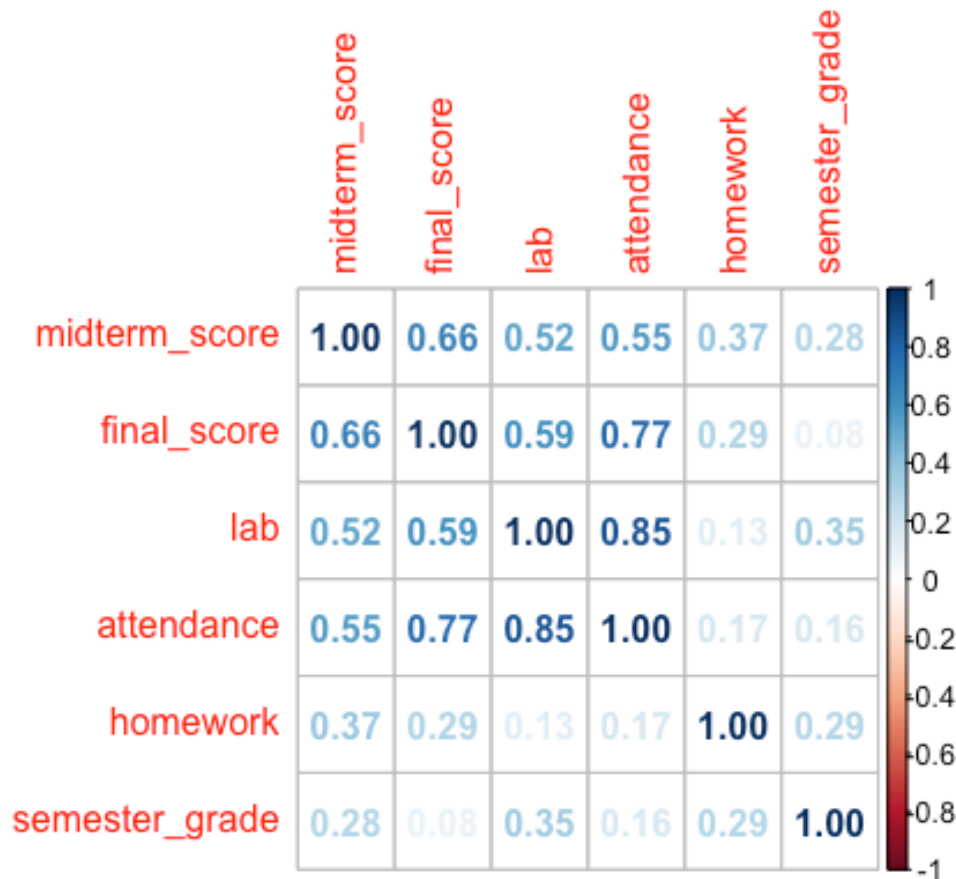 midterm_score
final_score
lab
attendance
homework
semester_grade
midterm_score 1.00 0.66 0.52 0.55 0.37 0.28
final_score 0.66 1.00 0.59 0.77 0.29 0.08
lab 0.52 0.59 1.00 0.85 0.13 0.35
attendance 0.55 0.77 0.85 1.00 0.17 0.16
homework 0.37 0.29 0.13 0.17 1.00 0.29
semester_grade 0.28 0.08 0.35 0.16 0.29 1.00
1
0.8
0.6
0.4
0.2
0
-0.2
-0.4
-0.6
-0.8
-1